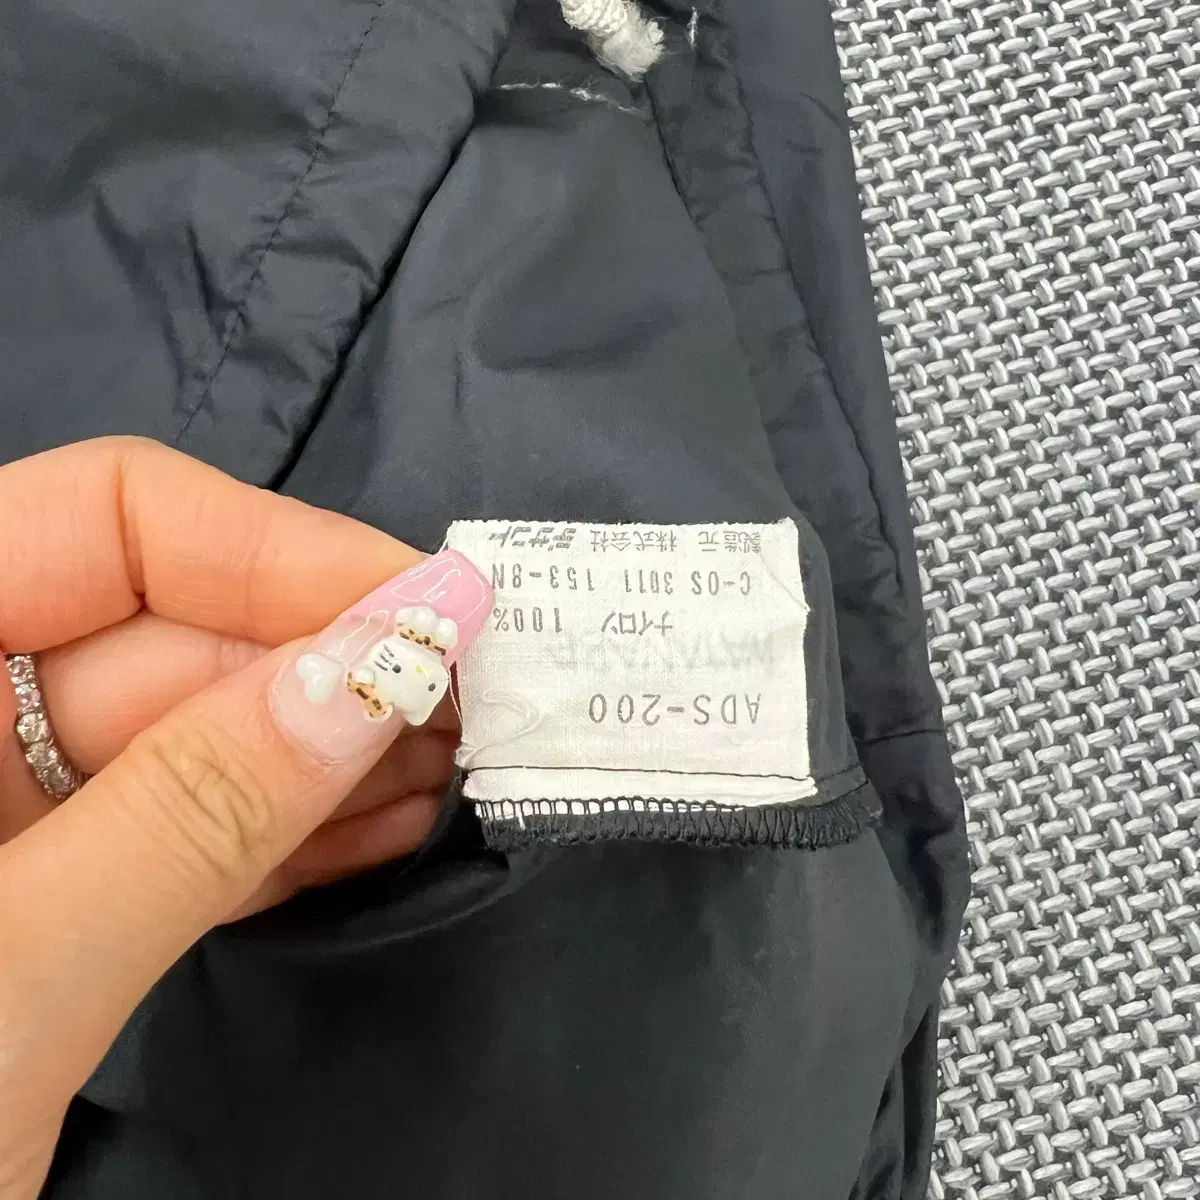 ADS-200
ナイロン 100%
C-OS 3011 153-8N
製造元 株式会社 デサント